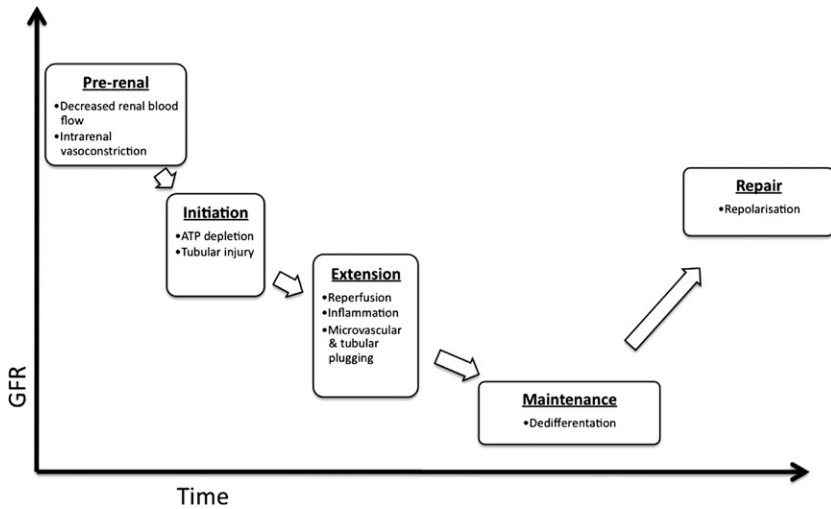 Pre-renal
•Decreased renal blood
flow
•Intrarenal
vasoconstriction
Initiation
•ATP depletion
•Tubular injury
Extension
•Reperfusion
•Inflammation
•Microvascular
& tubular
plugging
Maintenance
•Dedifferentation
Repair
•Repolarisation
GFR
Time